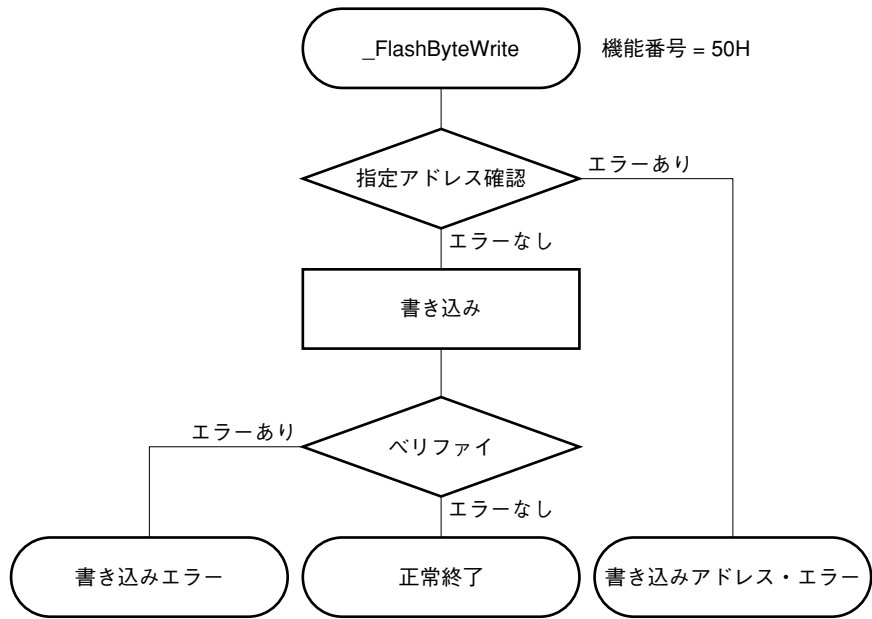 _FlashByteWrite
機能番号 = 50H
指定アドレス確認
エラーあり
エラーなし
書き込み
エラーあり
ベリファイ
エラーなし
書き込みエラー
正常終了
書き込みアドレス・エラー